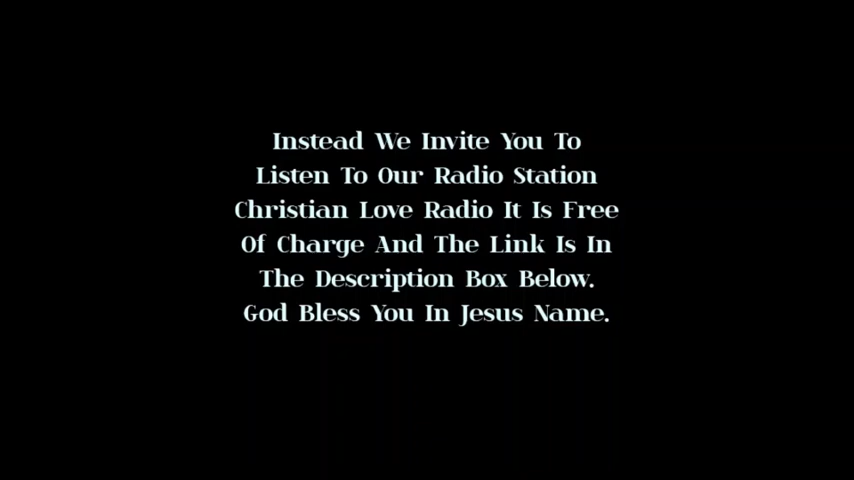 Instead We Invite You To
Listen To Our Radio Station
Christian Love Radio It Is Free
Of Charge And The Link Is In
The Description Box Below.
God Bless You In Jesus Name.